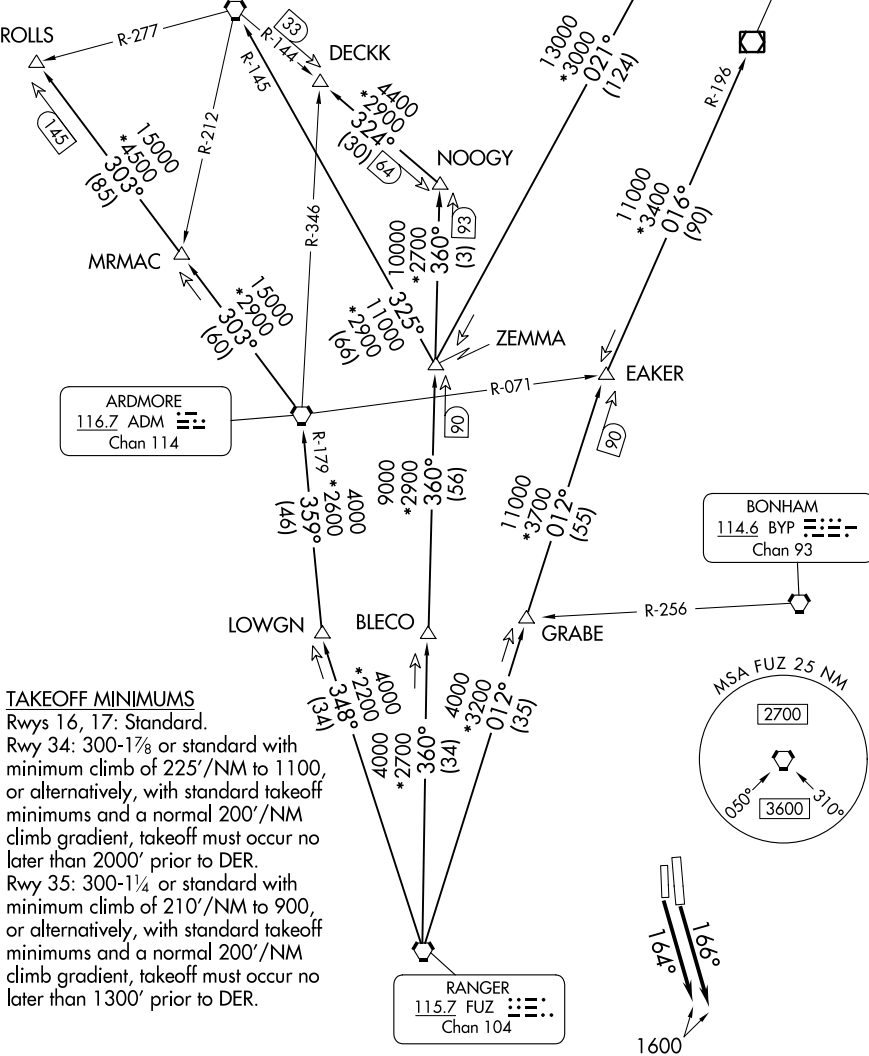 ROLLS
R-277
33
R-144
DECKK
R-145
13000
*3000
021°
(124)
R-196
145
15000
*4500
303°
(85)
R-212
4400
*2900
324°
(30)
64
NOOGY
R-346
93
10000
*2700
360°
(3)
11000
*3400
016°
(90)
MRMAC
15000
*2900
303°
(60)
325°
11000
*2900
(66)
ZEMMA
EAKER
ARDMORE
116.7 ADM
Chan 114
R-071
90
90
R-179
4000
*2600
359°
(46)
9000
*2900
360°
(56)
11000
*3700
012°
(55)
BONHAM
114.6 BYP
Chan 93
LOWGN
BLECO
GRABE
R-256
4000
*2200
348°
(34)
4000
*2700
360°
(34)
4000
*3200
012°
(35)
MSA FUZ 25 NM
2700
050°
310°
3600
TAKEOFF MINIMUMS
Rwys 16, 17: Standard.
Rwy 34: 300-1⅞ or standard with
minimum climb of 225'/NM to 1100,
or alternatively, with standard takeoff
minimums and a normal 200'/NM
climb gradient, takeoff must occur no
later than 2000' prior to DER.
Rwy 35: 300-1¼ or standard with
minimum climb of 210'/NM to 900,
or alternatively, with standard takeoff
minimums and a normal 200'/NM
climb gradient, takeoff must occur no
later than 1300' prior to DER.
RANGER
115.7 FUZ
Chan 104
164°
166°
1600